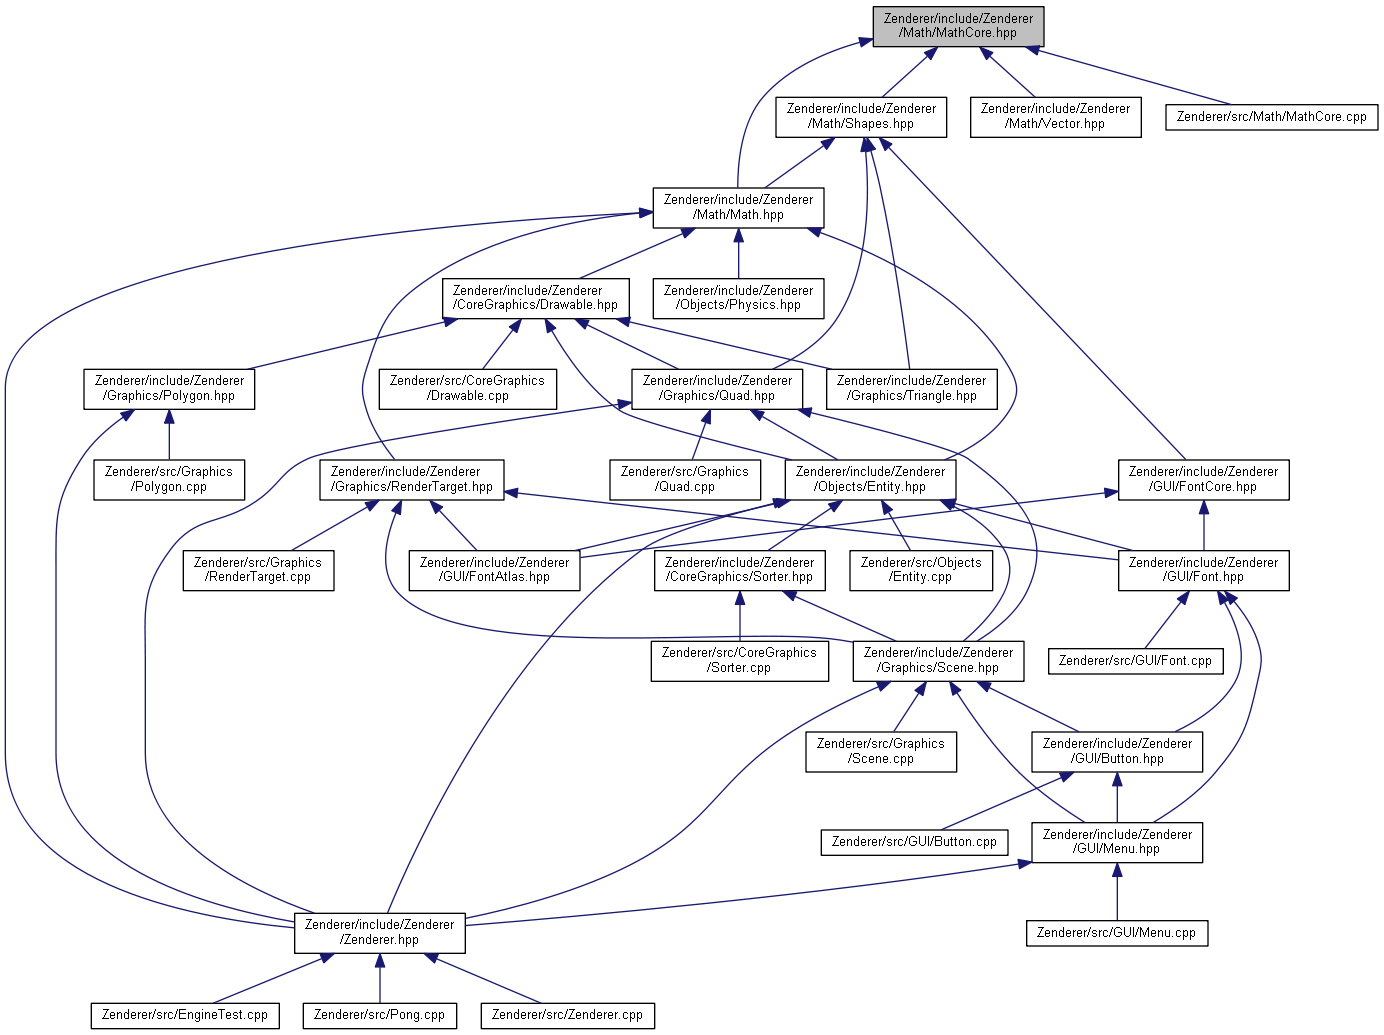 Zenderer/include/Zenderer
/Math/MathCore.hpp
Zenderer/include/Zenderer
/Math/Shapes.hpp
Zenderer/include/Zenderer
/Math/Vector.hpp
Zenderer/src/Math/MathCore.cpp
Zenderer/include/Zenderer
/Math/Math.hpp
Zenderer/include/Zenderer
/CoreGraphics/Drawable.hpp
Zenderer/include/Zenderer
/Objects/Physics.hpp
Zenderer/include/Zenderer
/Graphics/Polygon.hpp
Zenderer/src/CoreGraphics
/Drawable.cpp
Zenderer/include/Zenderer
/Graphics/Quad.hpp
Zenderer/include/Zenderer
/Graphics/Triangle.hpp
Zenderer/src/Graphics
/Polygon.cpp
Zenderer/include/Zenderer
/Graphics/RenderTarget.hpp
Zenderer/src/Graphics
/Quad.cpp
Zenderer/include/Zenderer
/Objects/Entity.hpp
Zenderer/include/Zenderer
/GUI/FontCore.hpp
Zenderer/src/Graphics
/RenderTarget.cpp
Zenderer/include/Zenderer
/GUI/FontAtlas.hpp
Zenderer/include/Zenderer
/CoreGraphics/Sorter.hpp
Zenderer/src/Objects
/Entity.cpp
Zenderer/include/Zenderer
/GUI/Font.hpp
Zenderer/src/CoreGraphics
/Sorter.cpp
Zenderer/include/Zenderer
/Graphics/Scene.hpp
Zenderer/src/GUI/Font.cpp
Zenderer/src/Graphics
/Scene.cpp
Zenderer/include/Zenderer
/GUI/Button.hpp
Zenderer/src/GUI/Button.cpp
Zenderer/include/Zenderer
/GUI/Menu.hpp
Zenderer/include/Zenderer
/Zenderer.hpp
Zenderer/src/GUI/Menu.cpp
Zenderer/src/EngineTest.cpp
Zenderer/src/Pong.cpp
Zenderer/src/Zenderer.cpp